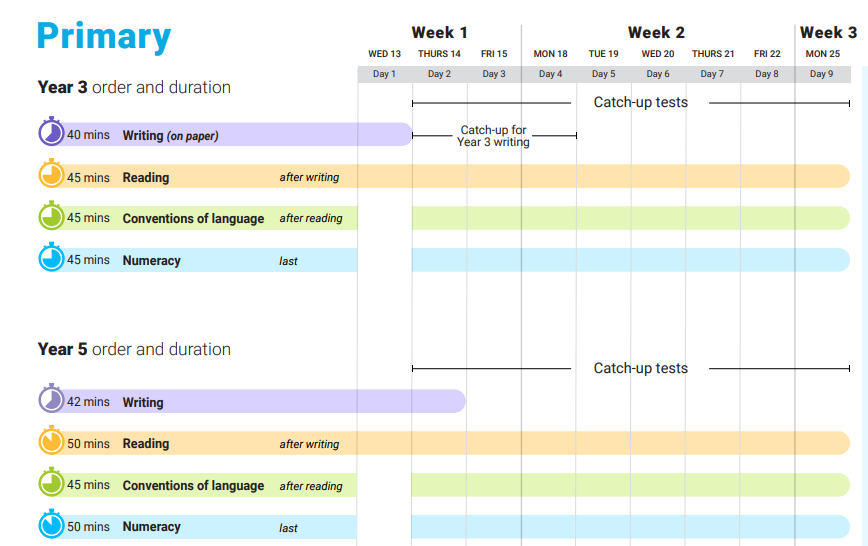 Primary
Week 1 Week 2 Week 3
WED 13 THURS 14 FRI 15 MON 18 TUE 19 WED 20 THURS 21 FRI 22 MON 25
Day 1 Day 2 Day 3 Day 4 Day 5 Day 6 Day 7 Day 8 Day 9
Year 3 order and duration
Catch-up tests
40 mins Writing (on paper)
Catch-up for
Year 3 writing
45 mins Reading after writing
45 mins Conventions of language after reading
45 mins Numeracy last
Year 5 order and duration
Catch-up tests
42 mins Writing
50 mins Reading after writing
45 mins Conventions of language after reading
50 mins Numeracy last